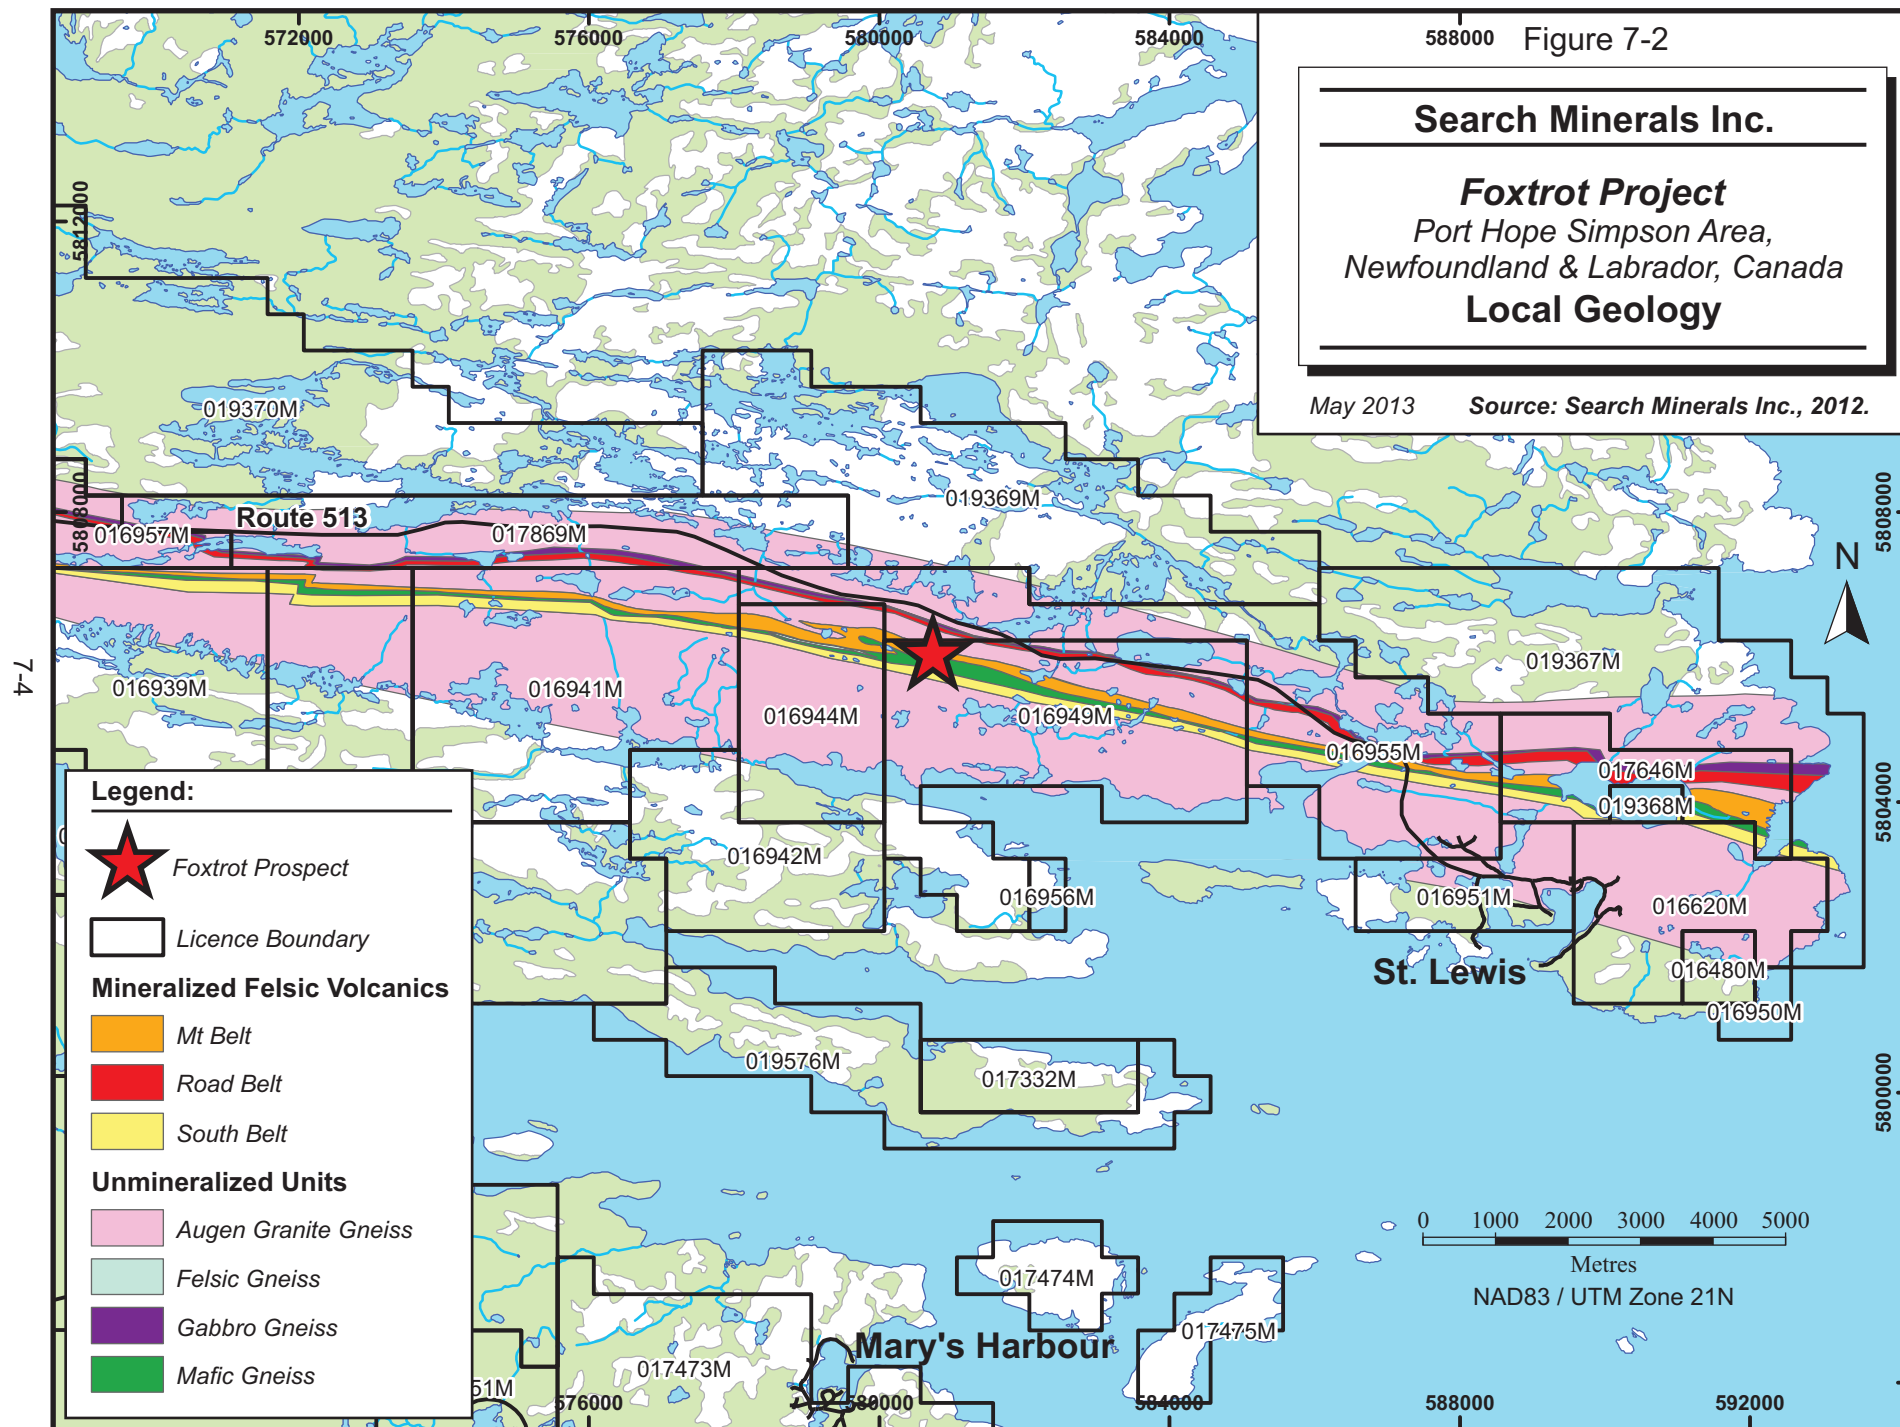 572000
576000
580000
584000
588000
Figure 7-2
Search Minerals Inc.
Foxtrot Project
Port Hope Simpson Area,
Newfoundland & Labrador, Canada
Local Geology
May 2013
Source: Search Minerals Inc., 2012.
5812000
5808000
5808000
5804000
5800000
N
7-4
019370M
019369M
Route 513
016957M
017869M
019367M
016939M
016941M
016944M
016949M
016955M
017646M
019368M
016942M
016956M
016951M
016620M
St. Lewis
016480M
016950M
019576M
017332M
017474M
017475M
Mary's Harbour
017473M
51M
Legend:
Foxtrot Prospect
Licence Boundary
Mineralized Felsic Volcanics
Mt Belt
Road Belt
South Belt
Unmineralized Units
Augen Granite Gneiss
Felsic Gneiss
Gabbro Gneiss
Mafic Gneiss
0 1000 2000 3000 4000 5000
Metres
NAD83 / UTM Zone 21N
576000
580000
584000
588000
592000